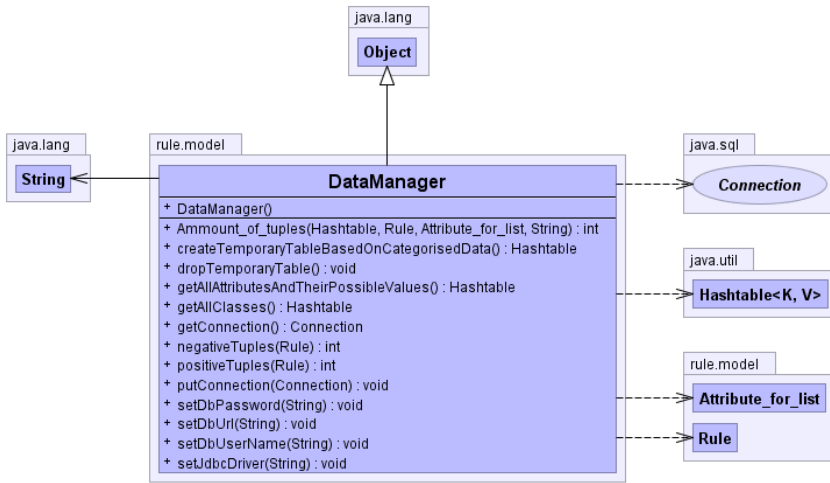 java.lang
Object
java.lang
String
rule.model
DataManager
+ DataManager()
+ Ammount_of_tuples(Hashtable, Rule, Attribute_for_list, String) : int
+ createTemporaryTableBasedOnCategorisedData() : Hashtable
+ dropTemporaryTable() : void
+ getAllAttributesAndTheirPossibleValues() : Hashtable
+ getAllClasses() : Hashtable
+ getConnection() : Connection
+ negativeTuples(Rule) : int
+ positiveTuples(Rule) : int
+ putConnection(Connection) : void
+ setDbPassword(String) : void
+ setDbUrl(String) : void
+ setDbUserName(String) : void
+ setJdbcDriver(String) : void
java.sql
Connection
java.util
Hashtable<K, V>
rule.model
Attribute_for_list
Rule